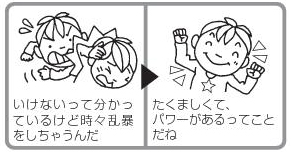 いけないって分かっ
ているけど時々乱暴
をしちゃうんだ
たくましくて、
パワーがあるってこと
だね